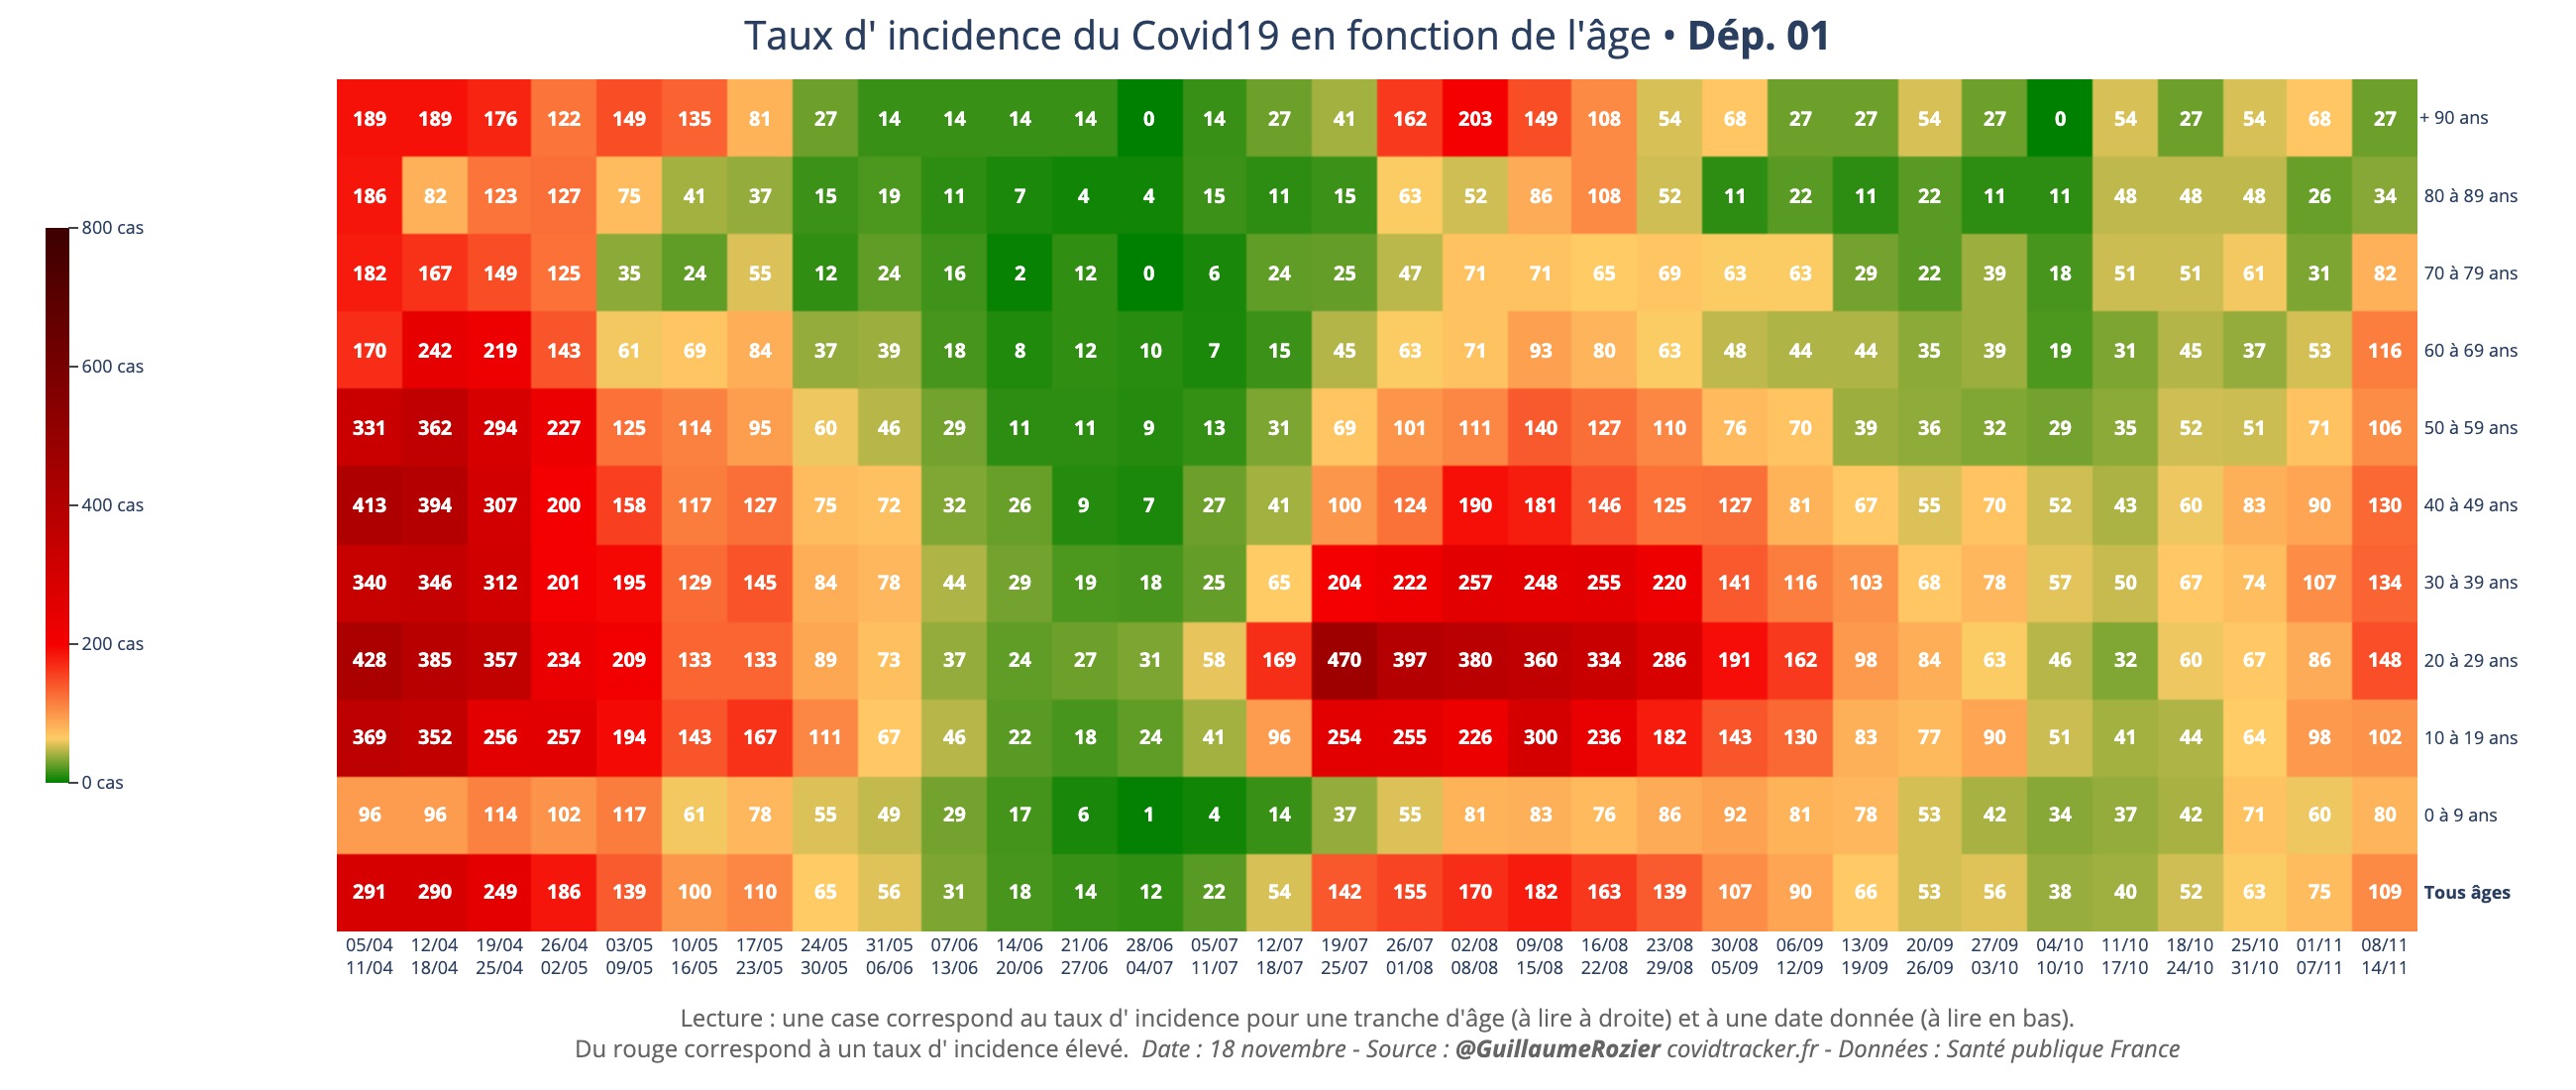 Taux d' incidence du Covid19 en fonction de l'âge • Dép. 01
800 cas
600 cas
400 cas
200 cas
0 cas
189 189 176 122 149 135 81 27 14 14 14 14 0 14 27 41 162 203 149 108 54 68 27 27 54 27 0 54 27 54 68 27 + 90 ans
186 82 123 127 75 41 37 15 19 11 7 4 4 15 11 15 63 52 86 108 52 11 22 11 22 11 11 48 48 48 26 34 80 à 89 ans
182 167 149 125 35 24 55 12 24 16 2 12 0 6 24 25 47 71 71 65 69 63 63 29 22 39 18 51 51 61 31 82 70 à 79 ans
170 242 219 143 61 69 84 37 39 18 8 12 10 7 15 45 63 71 93 80 63 48 44 44 35 39 19 31 45 37 53 116 60 à 69 ans
331 362 294 227 125 114 95 60 46 29 11 11 9 13 31 69 101 111 140 127 110 76 70 39 36 32 29 35 52 51 71 106 50 à 59 ans
413 394 307 200 158 117 127 75 72 32 26 9 7 27 41 100 124 190 181 146 125 127 81 67 55 70 52 43 60 83 90 130 40 à 49 ans
340 346 312 201 195 129 145 84 78 44 29 19 18 25 65 204 222 257 248 255 220 141 116 103 68 78 57 50 67 74 107 134 30 à 39 ans
428 385 357 234 209 133 133 89 73 37 24 27 31 58 169 470 397 380 360 334 286 191 162 98 84 63 46 32 60 67 86 148 20 à 29 ans
369 352 256 257 194 143 167 111 67 46 22 18 24 41 96 254 255 226 300 236 182 143 130 83 77 90 51 41 44 64 98 102 10 à 19 ans
96 96 114 102 117 61 78 55 49 29 17 6 1 4 14 37 55 81 83 76 86 92 81 78 53 42 34 37 42 71 60 80 0 à 9 ans
291 290 249 186 139 100 110 65 56 31 18 14 12 22 54 142 155 170 182 163 139 107 90 66 53 56 38 40 52 63 75 109 Tous âges
05/04 12/04 19/04 26/04 03/05 10/05 17/05 24/05 31/05 07/06 14/06 21/06 28/06 05/07 12/07 19/07 26/07 02/08 09/08 16/08 23/08 30/08 06/09 13/09 20/09 27/09 04/10 11/10 18/10 25/10 01/11 08/11
11/04 18/04 25/04 02/05 09/05 16/05 23/05 30/05 06/06 13/06 20/06 27/06 04/07 11/07 18/07 25/07 01/08 08/08 15/08 22/08 29/08 05/09 12/09 19/09 26/09 03/10 10/10 17/10 24/10 31/10 07/11 14/11
Lecture : une case correspond au taux d' incidence pour une tranche d'âge (à lire à droite) et à une date donnée (à lire en bas).
Du rouge correspond à un taux d' incidence élevé. Date : 18 novembre - Source : @GuillaumeRozier covidtracker.fr - Données : Santé publique France